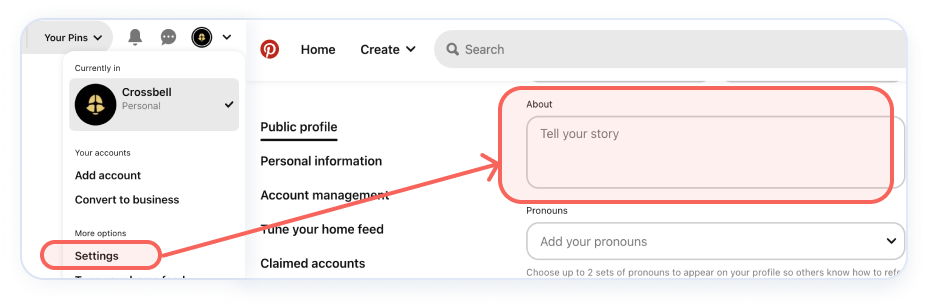 Your Pins
Currently in
Crossbell
Personal
Your accounts
Add account
Convert to business
More options
Settings
Home
Create
Search
Public profile
Personal information
Account management
Tune your home feed
Claimed accounts
About
Tell your story
Pronouns
Add your pronouns
Choose up to 2 sets of pronouns to appear on your profile so others know how to